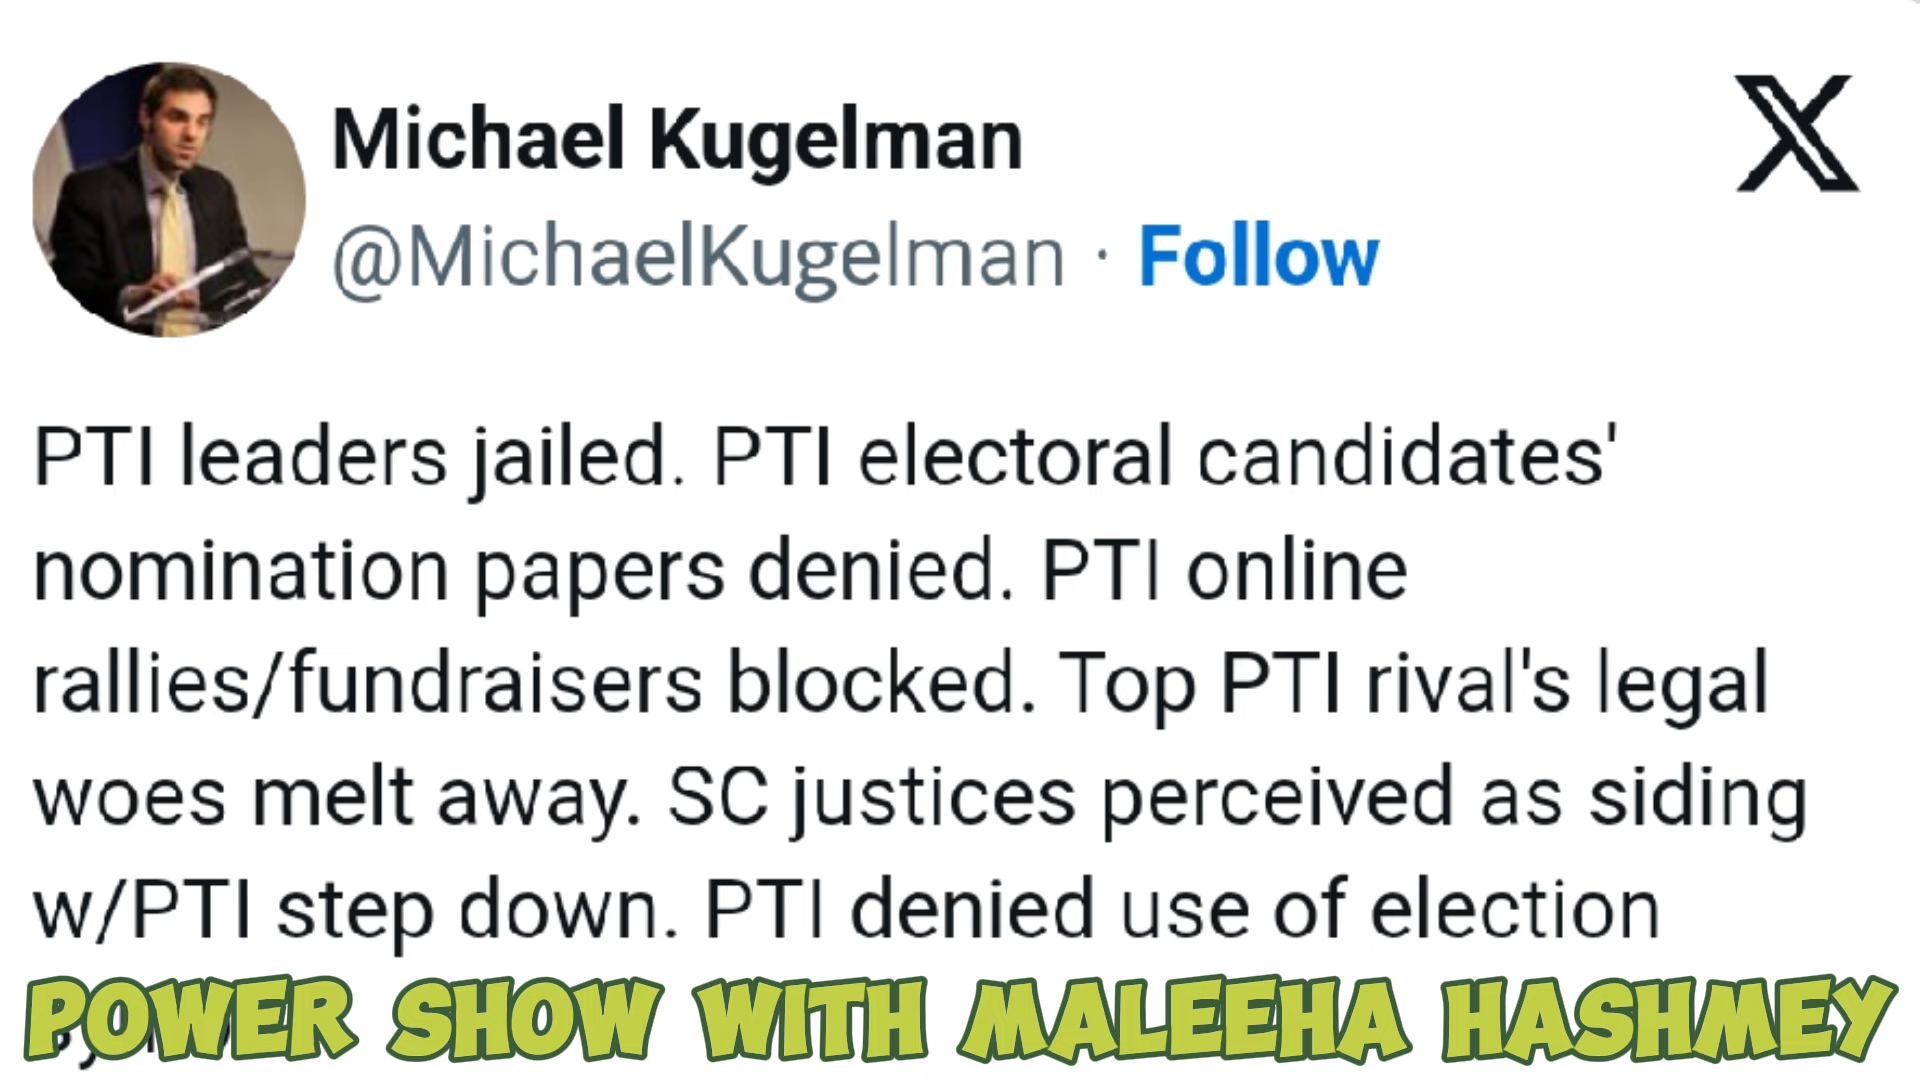 Michael Kugelman
@MichaelKugelman · Follow
PTI leaders jailed. PTI electoral candidates'
nomination papers denied. PTI online
rallies/fundraisers blocked. Top PTI rival's legal
woes melt away. SC justices perceived as siding
w/PTI step down. PTI denied use of election
POWER SHOW WITH MALEEHA HASHMEY